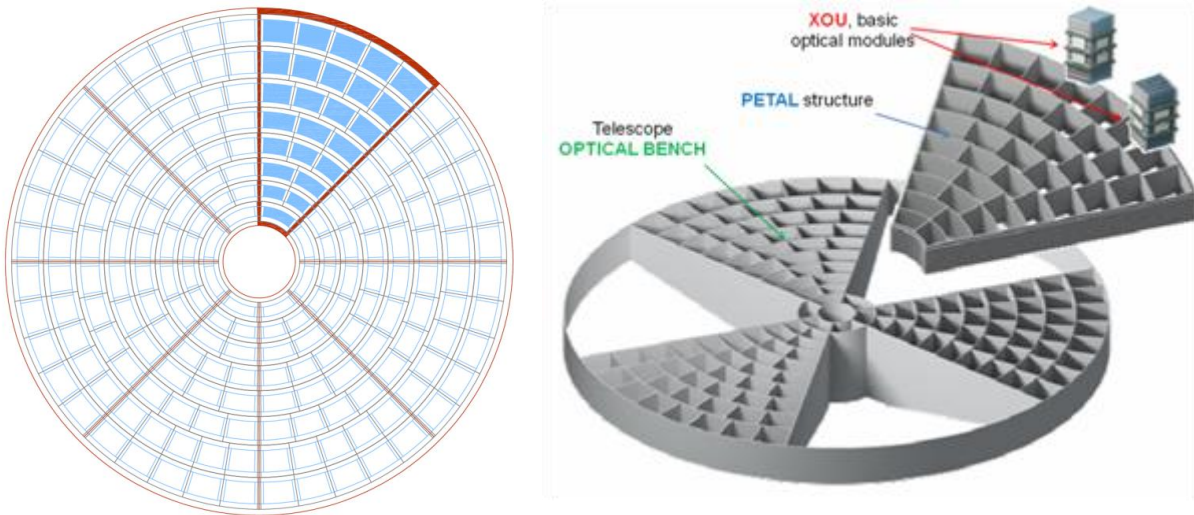 XOU, basic
optical modules
PETAL structure
Telescope
OPTICAL BENCH